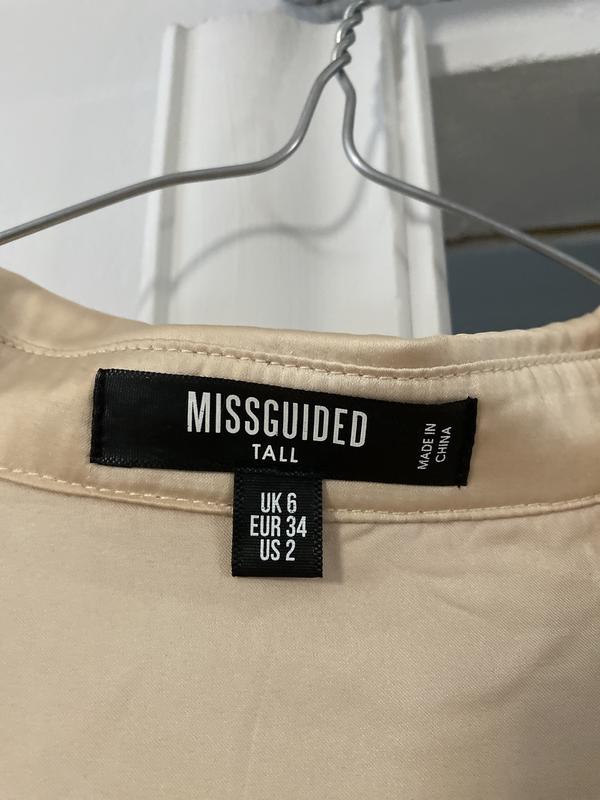 MISSGUIDED
TALL
MADE IN
CHINA
UK 6
EUR 34
US 2